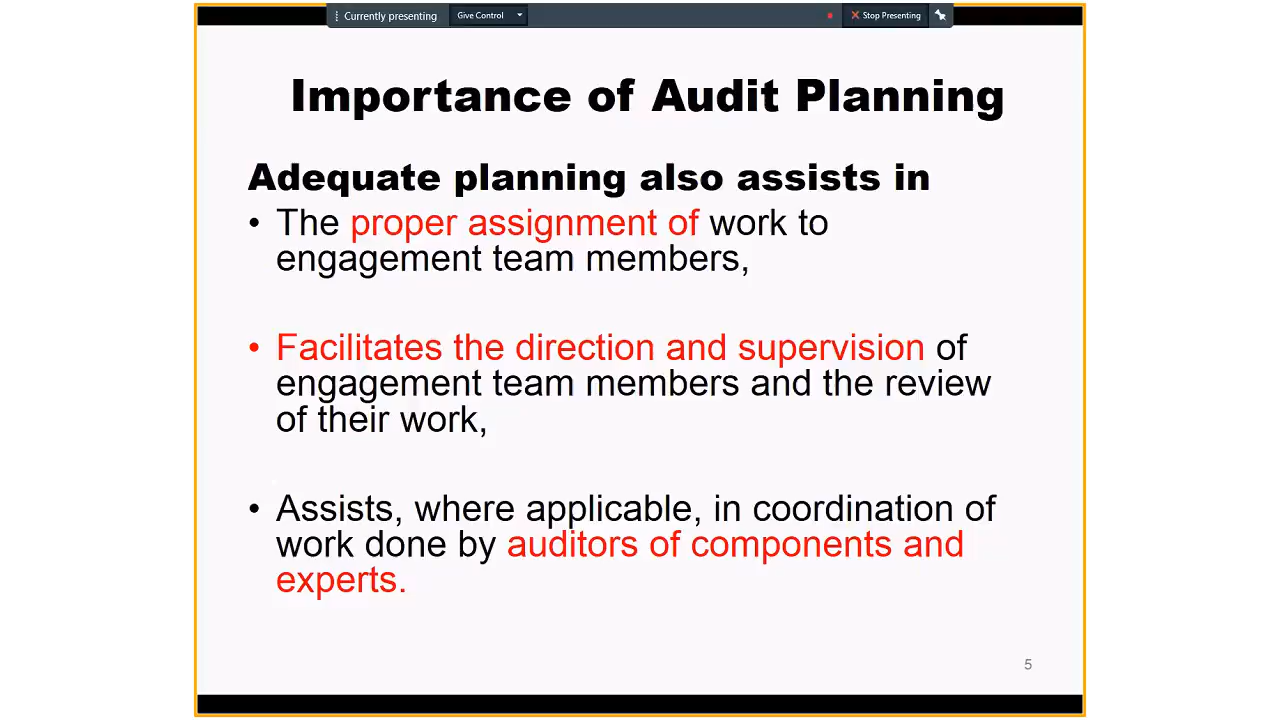 Currently presenting Give Control Stop Presenting
Importance of Audit Planning
Adequate planning also assists in
• The proper assignment of work to
engagement team members,
• Facilitates the direction and supervision of
engagement team members and the review
of their work,
• Assists, where applicable, in coordination of
work done by auditors of components and
experts.
5